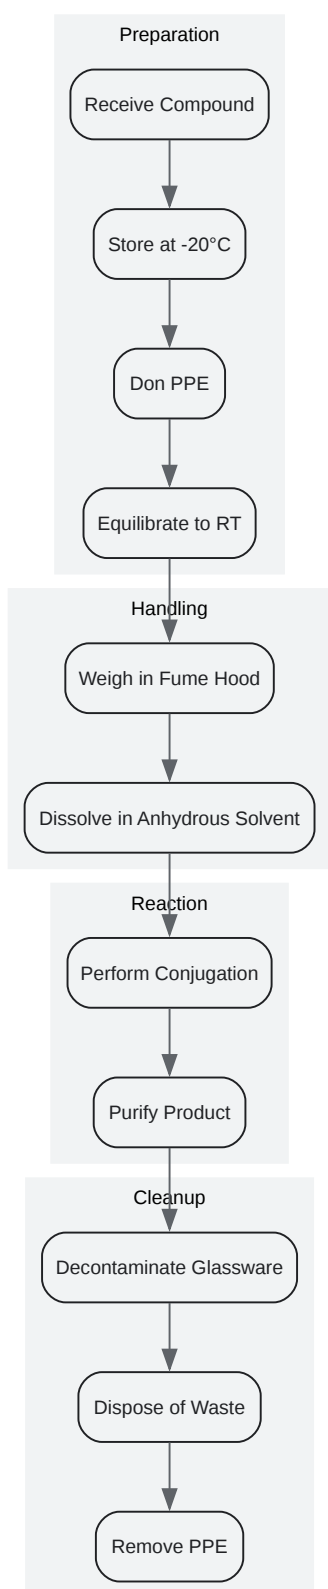 Preparation
Receive Compound
Store at -20°C
Don PPE
Equilibrate to RT
Handling
Weigh in Fume Hood
Dissolve in Anhydrous Solvent
Reaction
Perform Conjugation
Purify Product
Cleanup
Decontaminate Glassware
Dispose of Waste
Remove PPE